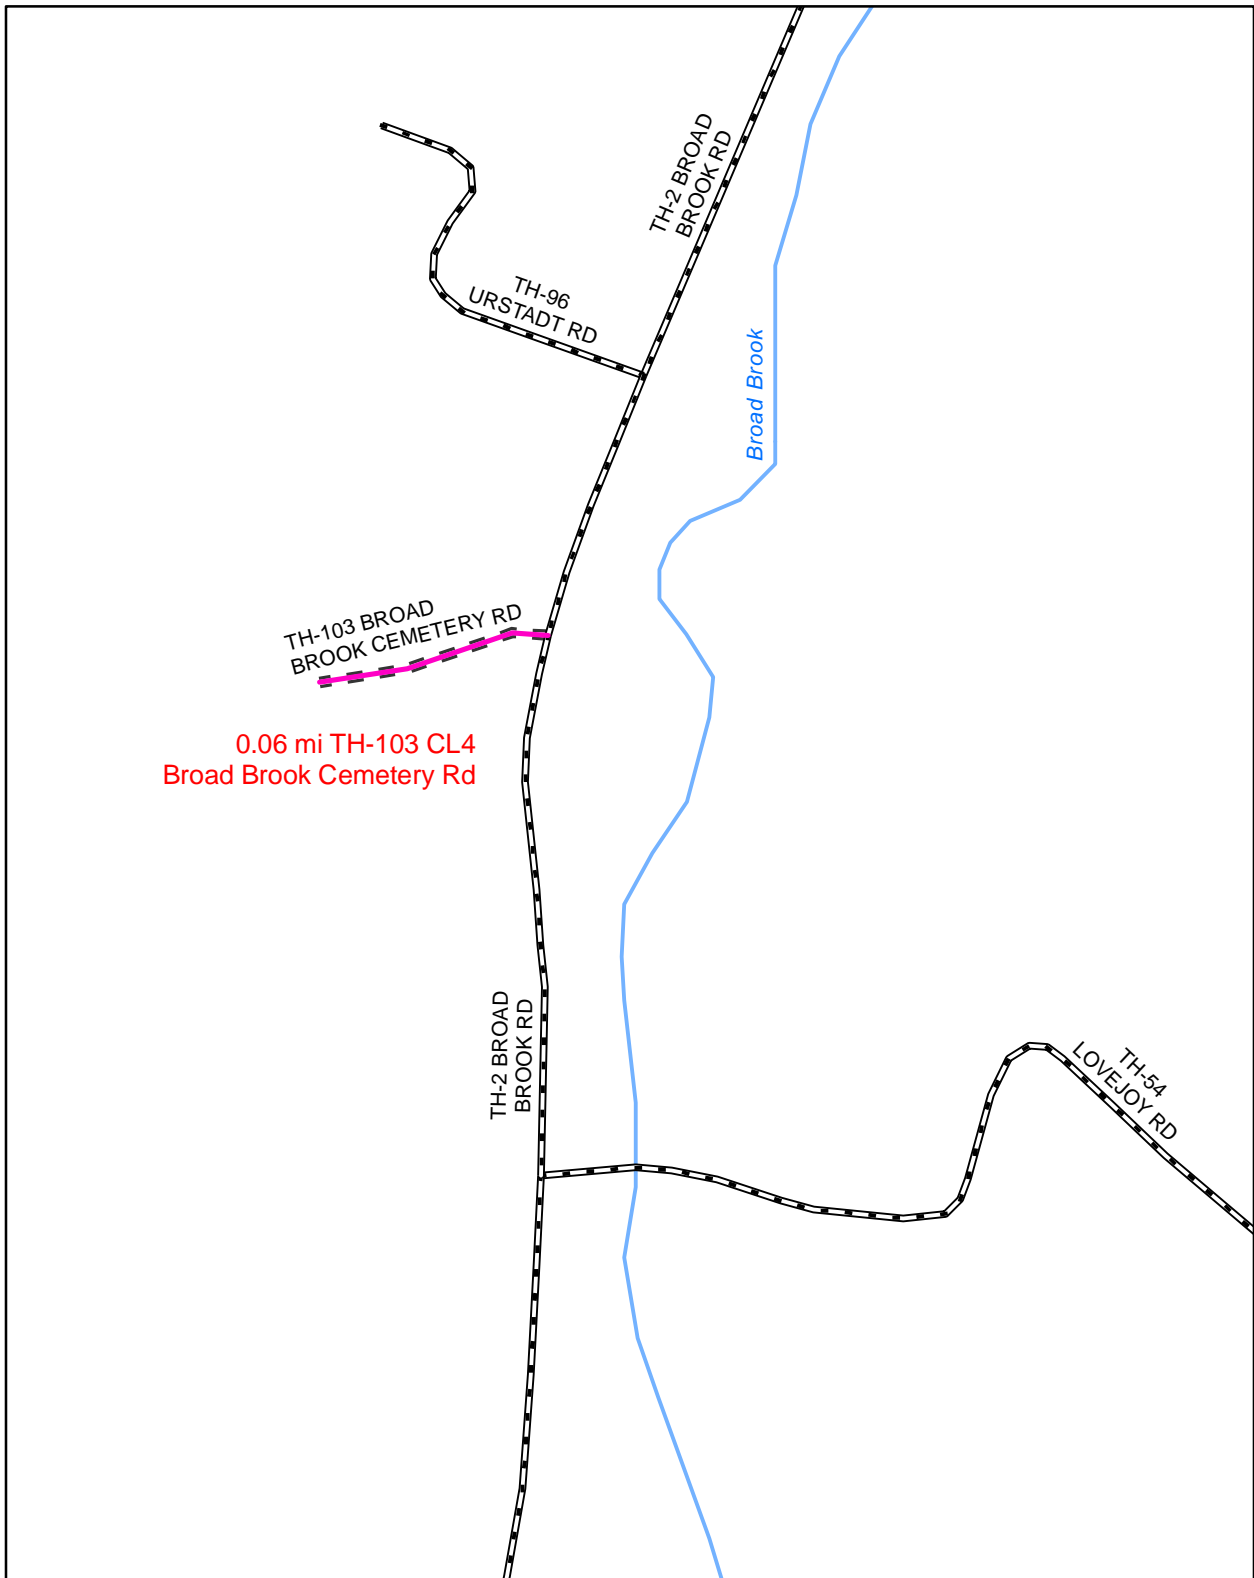 TH-2 BROAD
BROOK RD
TH-96
URSTADT RD
Broad Brook
TH-103 BROAD
BROOK CEMETERY RD
0.06 mi TH-103 CL4
Broad Brook Cemetery Rd
TH-2 BROAD
BROOK RD
TH-54
LOVEJOY RD